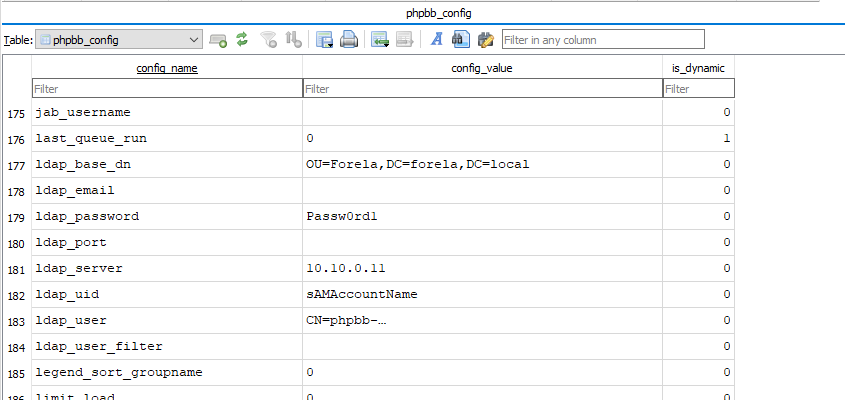 phpbb_config
Table: phpbb_config Filter in any column
config_name config_value is_dynamic
Filter Filter Filter
175 jab_username 0
176 last_queue_run 0 1
177 ldap_base_dn OU=Forela,DC=forela,DC=local 0
178 ldap_email 0
179 ldap_password Passw0rd1 0
180 ldap_port 0
181 ldap_server 10.10.0.11 0
182 ldap_uid sAMAccountName 0
183 ldap_user CN=phpbb-… 0
184 ldap_user_filter 0
185 legend_sort_groupname 0 0
186 limit_load 0 0